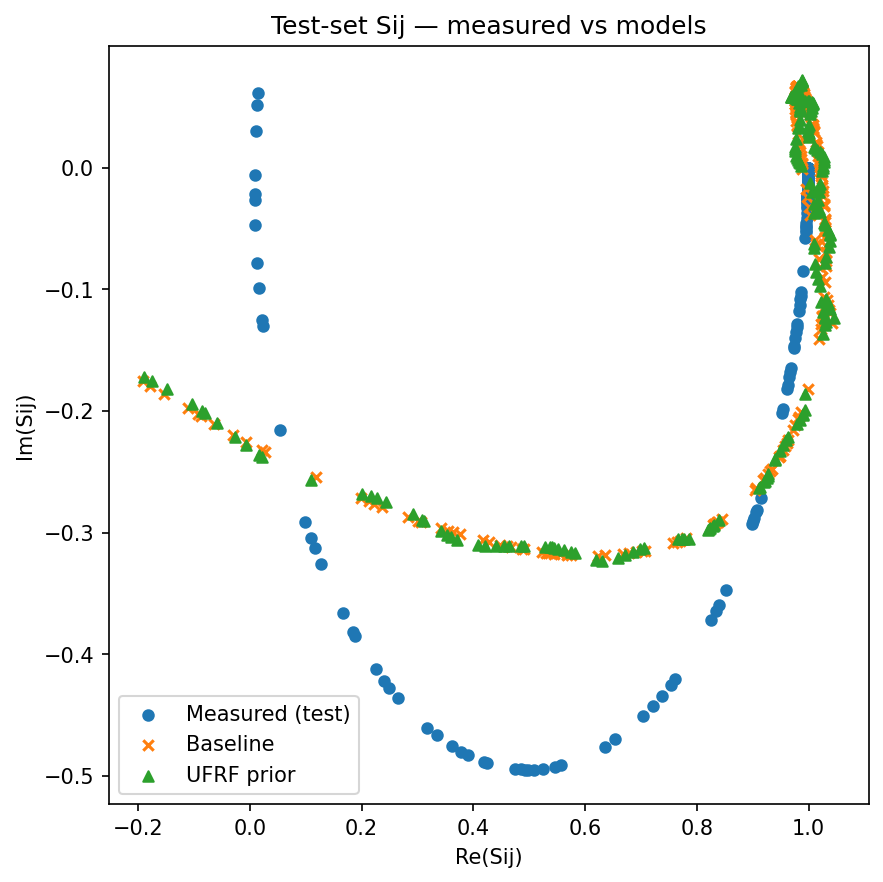 Test-set Sij — measured vs models
Im(Sij)
0.0
−0.1
−0.2
−0.3
−0.4
−0.5
Measured (test)
Baseline
UFRF prior
−0.2 0.0 0.2 0.4 0.6 0.8 1.0
Re(Sij)